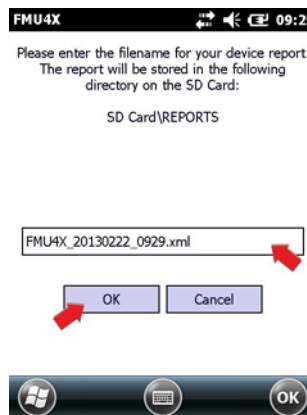 FMU4X 09:2
Please enter the filename for your device report.
The report will be stored in the following
directory on the SD Card:
SD Card\REPORTS
FMU4X_20130222_0929.xml
OK Cancel
OK